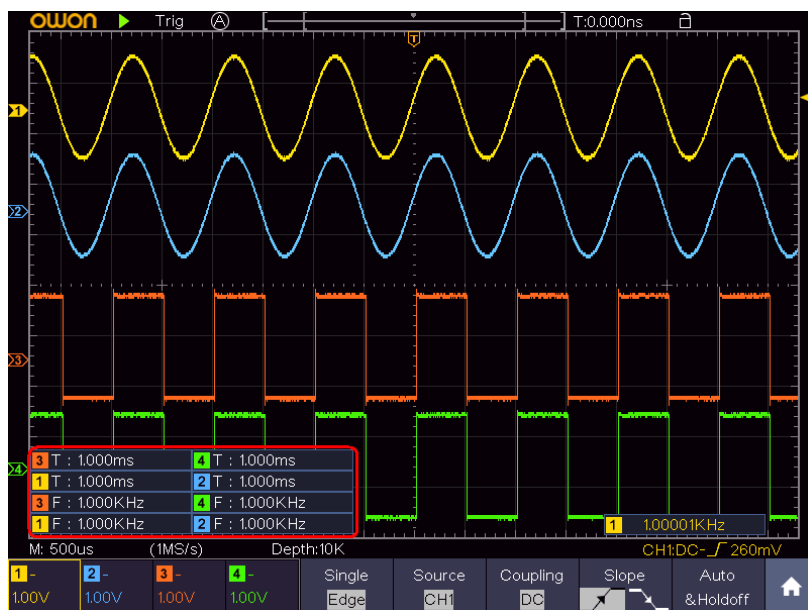 OWON Trig A T:0.000ns
T
1
2
3
4
3 T : 1.000ms 4 T : 1.000ms
1 T : 1.000ms 2 T : 1.000ms
3 F : 1.000KHz 4 F : 1.000KHz
1 F : 1.000KHz 2 F : 1.000KHz
1 1.00001KHz
M: 500us (1MS/s) Depth:10K CH1:DC- 260mV
1 - 2 - 3 - 4 - Single Source Coupling Slope Auto
1.00V 1.00V 1.00V 1.00V Edge CH1 DC &Holdoff